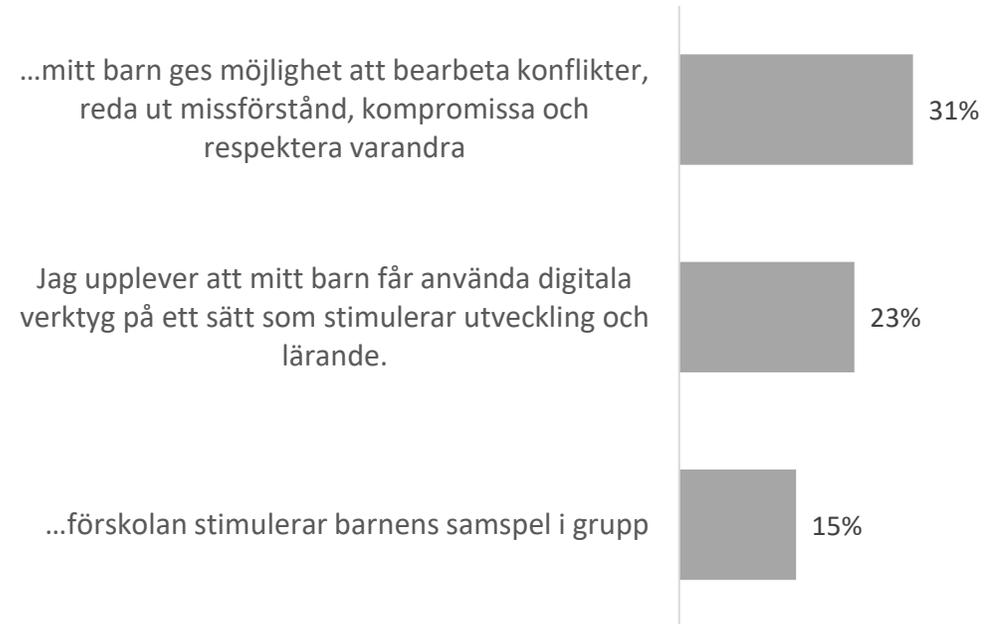 ...mitt barn ges möjlighet att bearbeta konflikter,
reda ut missförstånd, kompromissa och
respektera varandra
31%
Jag upplever att mitt barn får använda digitala
verktyg på ett sätt som stimulerar utveckling och
lärande.
23%
...förskolan stimulerar barnens samspel i grupp
15%